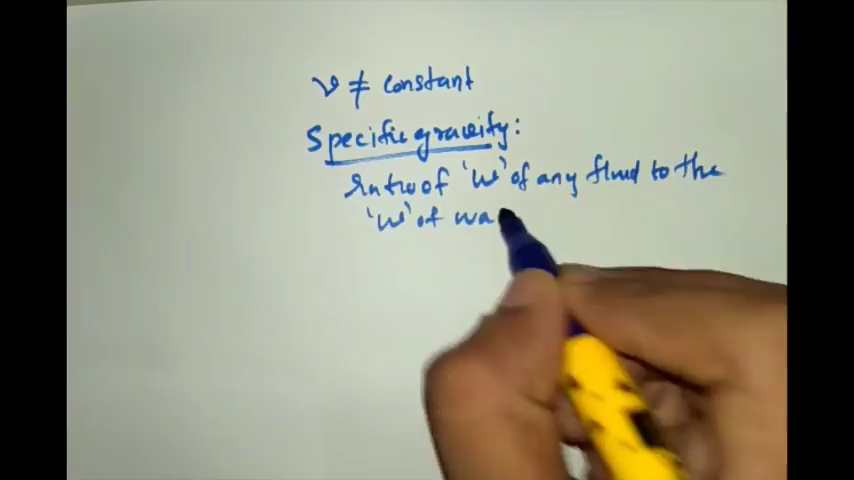 ν ≠ constant
Specific gravity:
Ratio of 'w' of any fluid to the
'w' of wa